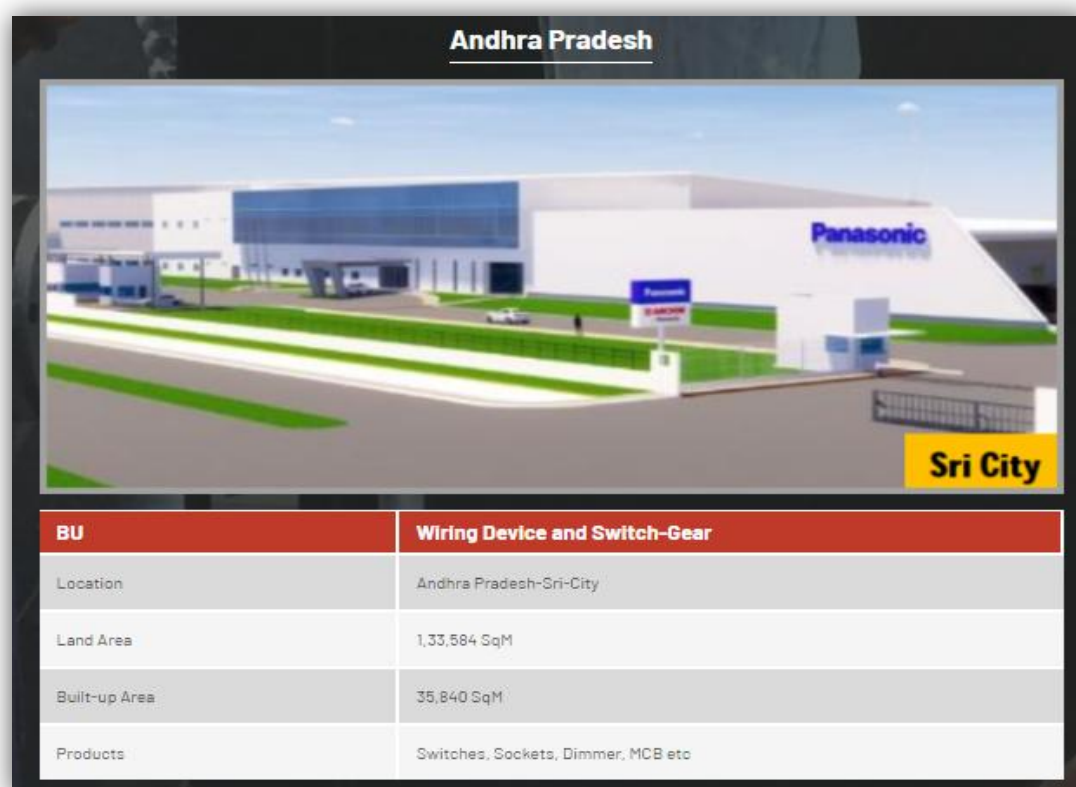 Andhra Pradesh
Panasonic
Panasonic
ANCHOR
Sri City
BU Wiring Device and Switch-Gear
Location Andhra Pradesh-Sri-City
Land Area 1,33,584 SqM
Built-up Area 35,840 SqM
Products Switches, Sockets, Dimmer, MCB etc